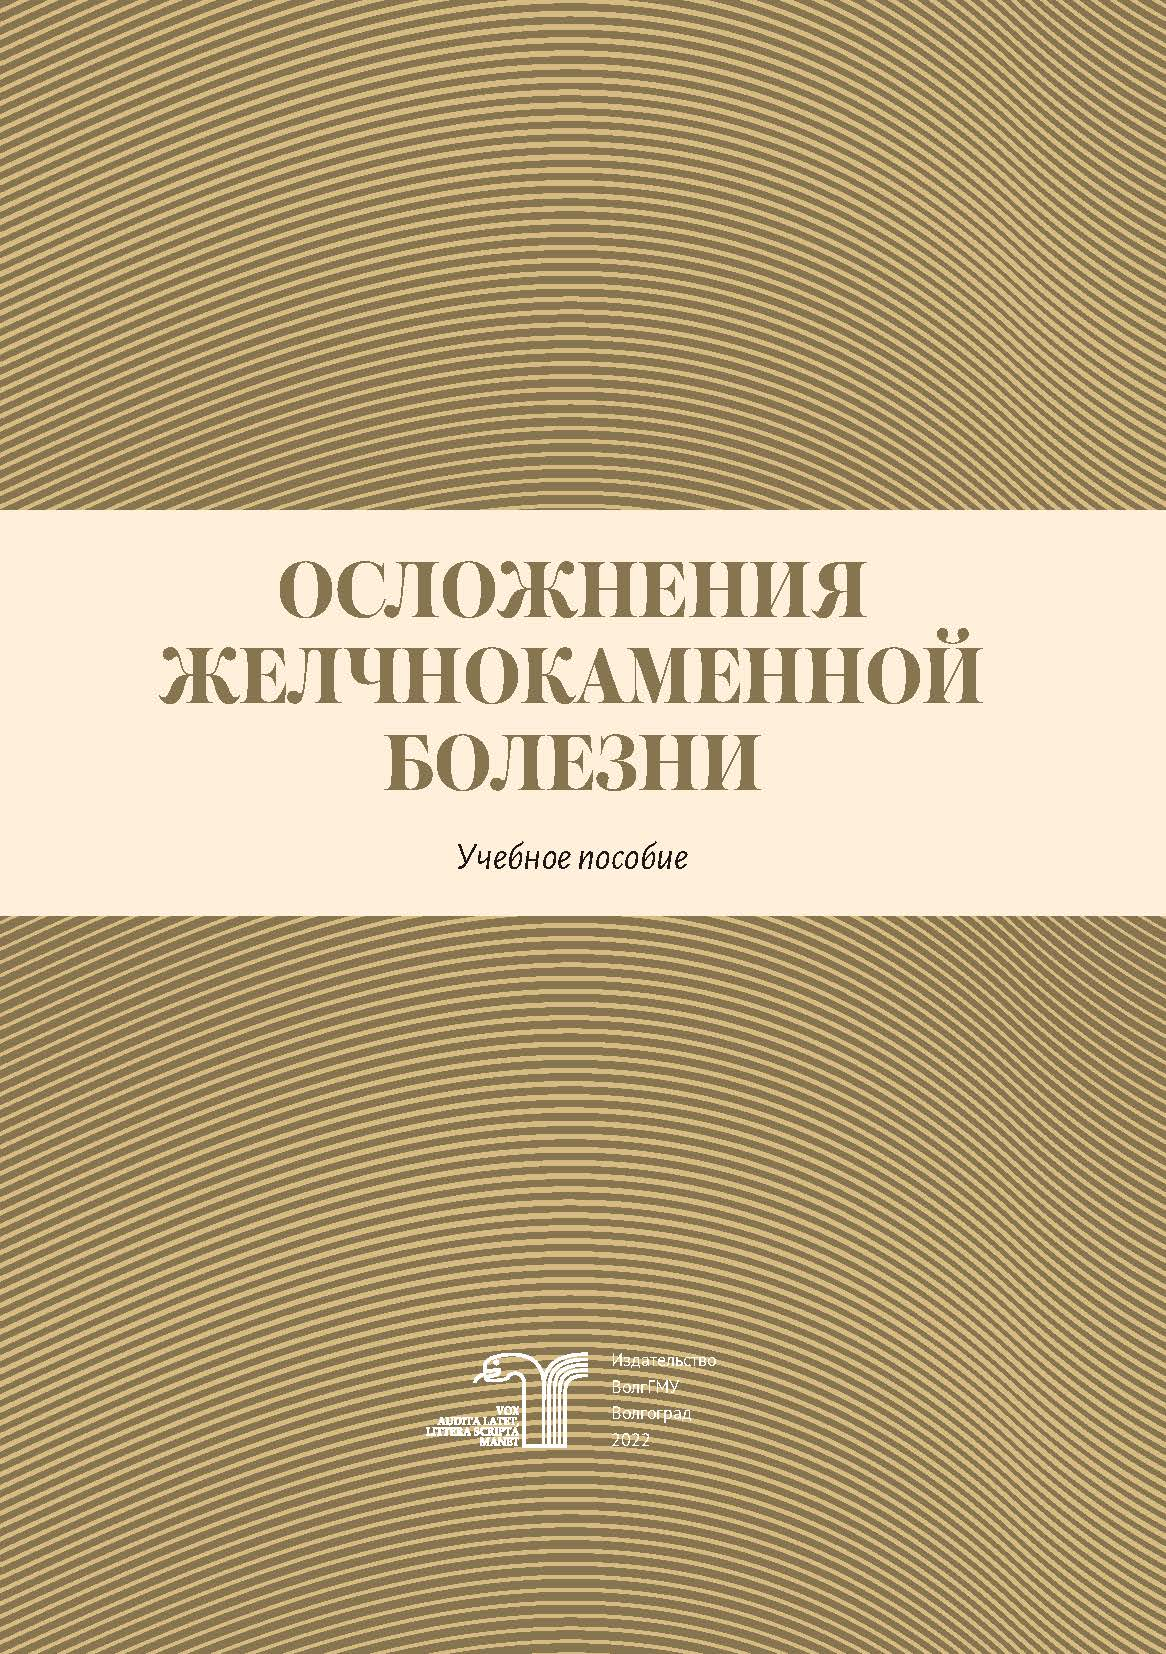 ОСЛОЖНЕНИЯ
ЖЕЛЧНОКАМЕННОЙ
БОЛЕЗНИ
Учебное пособие
VOX
AUDITA LATET,
LITTERA SCRIPTA
MANET
Издательство
ВолгГМУ
Волгоград
2022